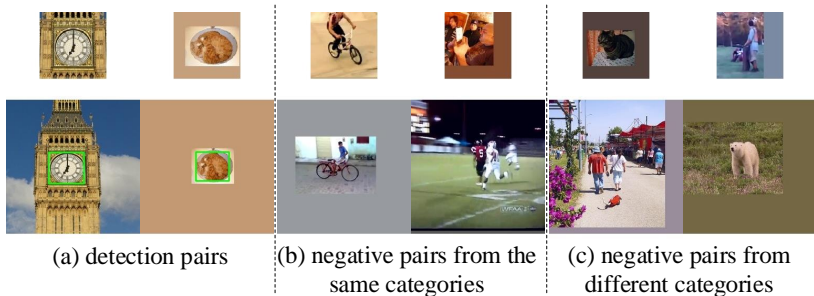 (a) detection pairs
(b) negative pairs from the
same categories
(c) negative pairs from
different categories